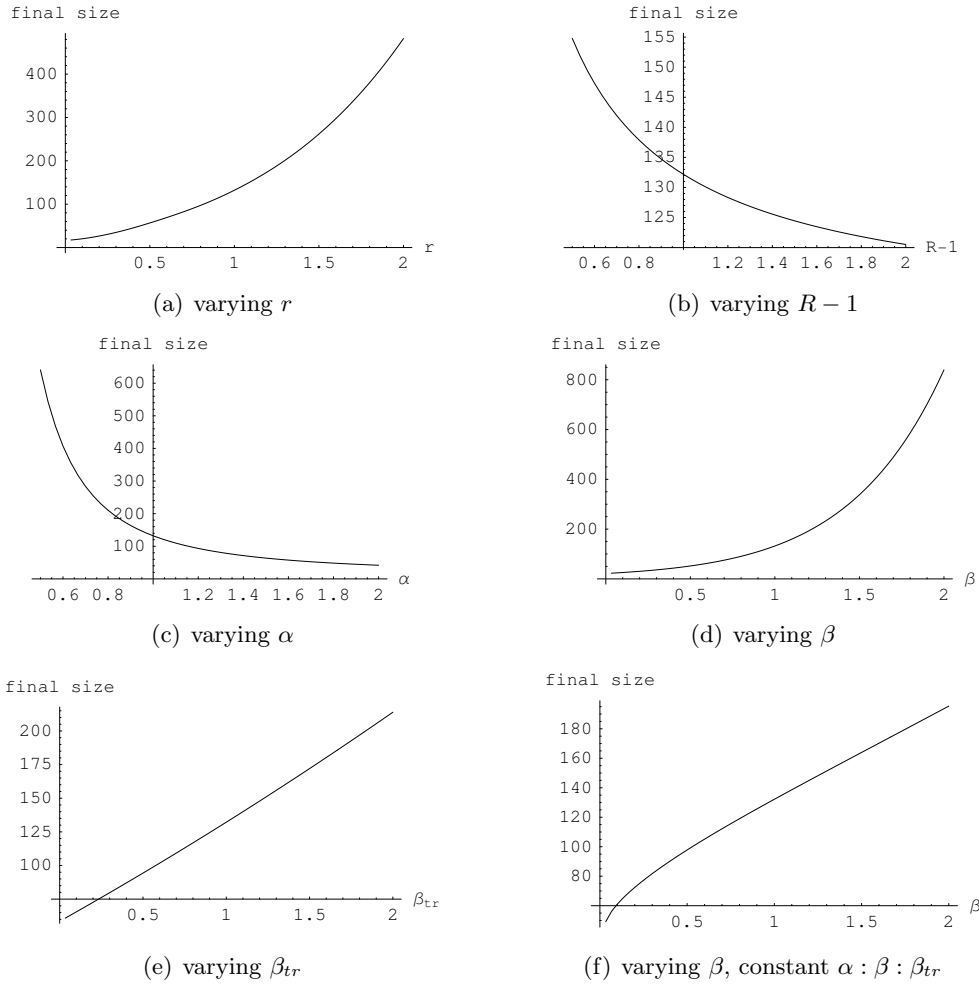 final size
400
300
200
100
0.5 1 1.5 2 r
(a) varying r
final size
155
150
145
140
135
130
125
0.6 0.8 1.2 1.4 1.6 1.8 2 R-1
(b) varying R − 1
final size
600
500
400
300
200
100
0.6 0.8 1.2 1.4 1.6 1.8 2 α
(c) varying α
final size
800
600
400
200
0.5 1 1.5 2 β
(d) varying β
final size
200
175
150
125
100
0.5 1 1.5 2 βtr
(e) varying βtr
final size
180
160
140
120
100
80
0.5 1 1.5 2 β
(f) varying β, constant α : β : βtr